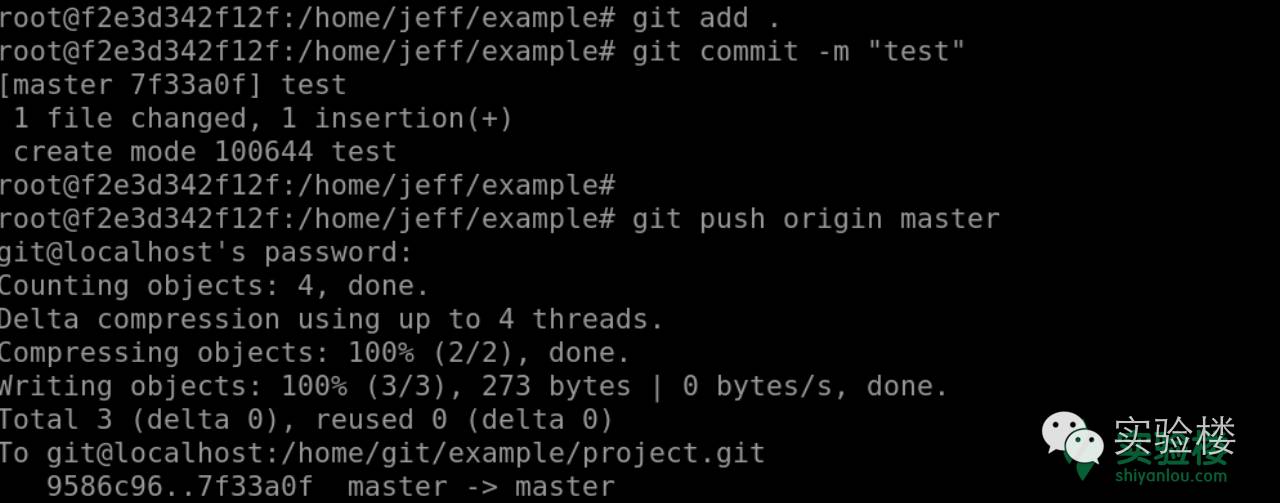 root@f2e3d342f12f:/home/jeff/example# git add .
root@f2e3d342f12f:/home/jeff/example# git commit -m "test"
[master 7f33a0f] test
 1 file changed, 1 insertion(+)
 create mode 100644 test
root@f2e3d342f12f:/home/jeff/example#
root@f2e3d342f12f:/home/jeff/example# git push origin master
git@localhost's password:
Counting objects: 4, done.
Delta compression using up to 4 threads.
Compressing objects: 100% (2/2), done.
Writing objects: 100% (3/3), 273 bytes | 0 bytes/s, done.
Total 3 (delta 0), reused 0 (delta 0)
To git@localhost:/home/git/example/project.git
   9586c96..7f33a0f  master -> master
实验楼
实验楼
shiyanlou.com